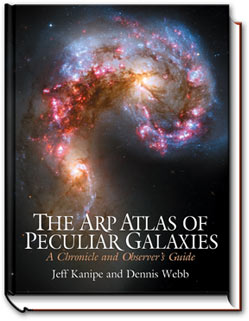 THE ARP ATLAS OF
PECULIAR GALAXIES
A Chronicle and Observer's Guide
Jeff Kanipe and Dennis Webb